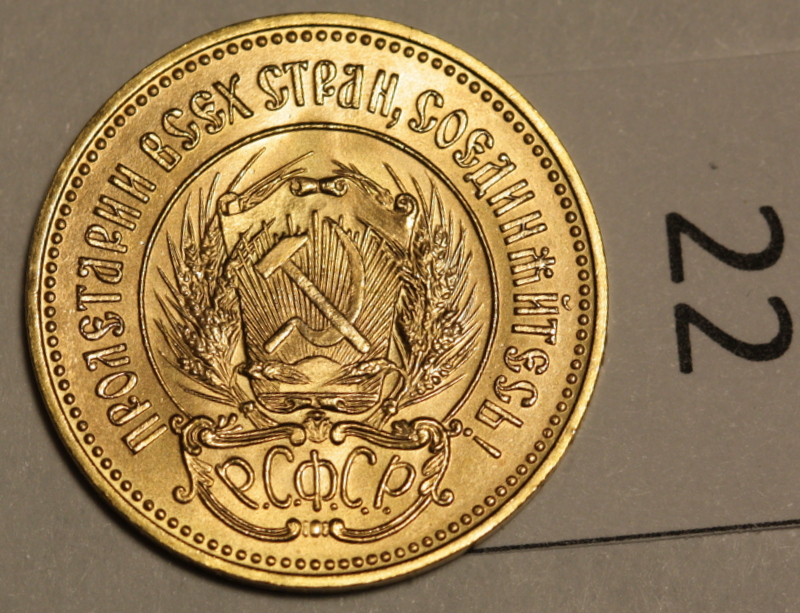 ПРОЛЕТАРИИ ВСЕХ СТРАН, СОЕДИНЯЙТЕСЬ!
Р.С.Ф.С.Р.
22